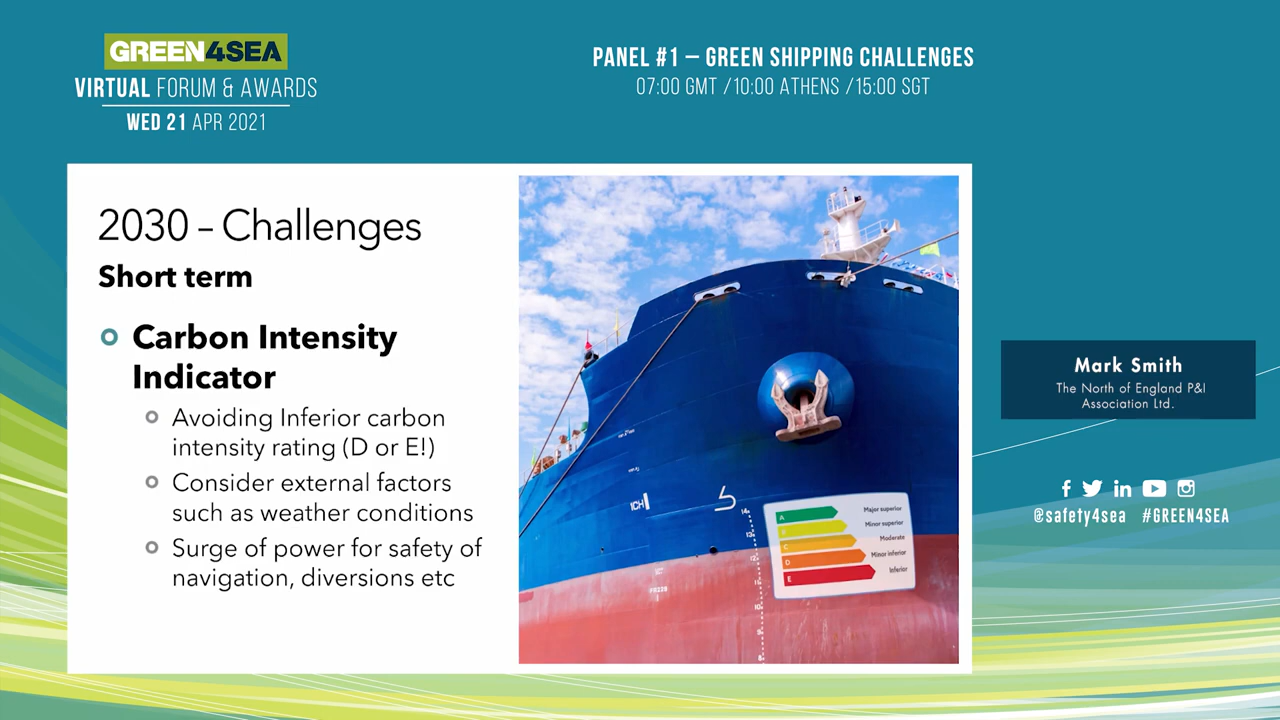 GREEN4SEA
VIRTUAL FORUM & AWARDS
WED 21 APR 2021
PANEL #1 – GREEN SHIPPING CHALLENGES
07:00 GMT /10:00 ATHENS /15:00 SGT
2030 – Challenges
Short term
Carbon Intensity
Indicator
Avoiding Inferior carbon
intensity rating (D or E!)
Consider external factors
such as weather conditions
Surge of power for safety of
navigation, diversions etc
A Major superior
Minor superior
C Moderate
D Minor inferior
E Inferior
Mark Smith
The North of England P&I
Association Ltd.
@safety4sea #GREEN4SEA